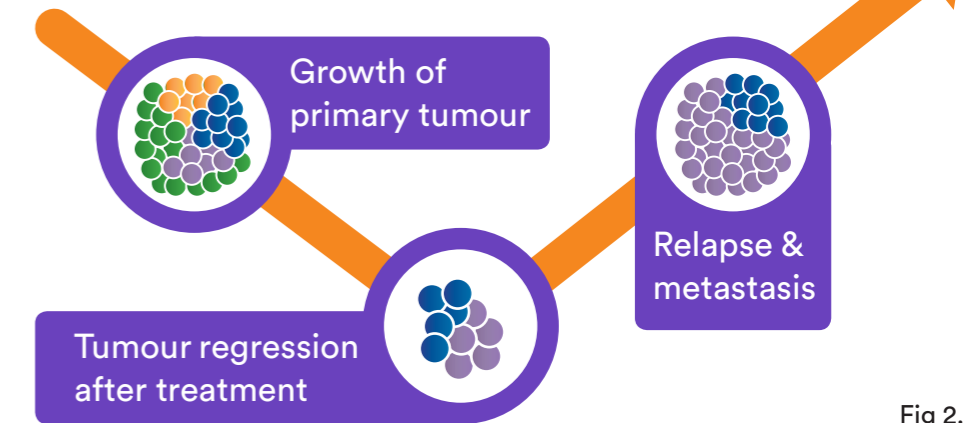 Growth of
primary tumour
Tumour regression
after treatment
Relapse &
metastasis
Fig 2.